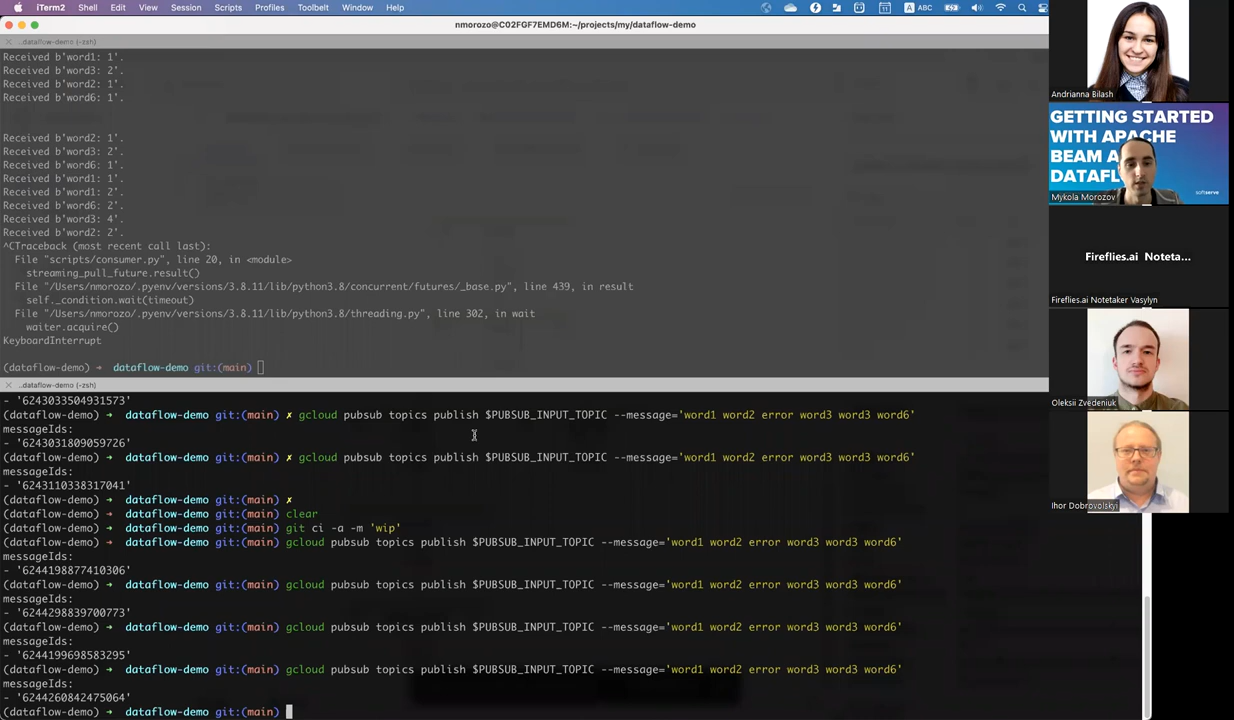 iTerm2 Shell Edit View Session Scripts Profiles Toolbelt Window Help
ABC
nmorozo@C02FGF7EMD6M:~/projects/my/dataflow-demo
..dataflow-demo (-zsh)
Received b'word1: 1'.
Received b'word3: 2'.
Received b'word2: 1'.
Received b'word6: 1'.
Received b'word2: 1'.
Received b'word3: 2'.
Received b'word6: 1'.
Received b'word1: 1'.
Received b'word1: 2'.
Received b'word6: 2'.
Received b'word3: 4'.
Received b'word2: 2'.
^CTraceback (most recent call last):
File "scripts/consumer.py", line 20, in <module>
streaming_pull_future.result()
File "/Users/nmorozo/.pyenv/versions/3.8.11/lib/python3.8/concurrent/futures/_base.py", line 439, in result
self._condition.wait(timeout)
File "/Users/nmorozo/.pyenv/versions/3.8.11/lib/python3.8/threading.py", line 302, in wait
waiter.acquire()
KeyboardInterrupt
(dataflow-demo) ➜ dataflow-demo git:(main)
..dataflow-demo (-zsh)
- '6243033504931573'
(dataflow-demo) ➜ dataflow-demo git:(main) ✗ gcloud pubsub topics publish $PUBSUB_INPUT_TOPIC --message='word1 word2 error word3 word3 word6'
messageIds:
- '6243031809059726'
(dataflow-demo) ➜ dataflow-demo git:(main) ✗ gcloud pubsub topics publish $PUBSUB_INPUT_TOPIC --message='word1 word2 error word3 word3 word6'
messageIds:
- '6243110338317041'
(dataflow-demo) ➜ dataflow-demo git:(main) ✗
(dataflow-demo) ➜ dataflow-demo git:(main) clear
(dataflow-demo) ➜ dataflow-demo git:(main) git ci -a -m 'wip'
(dataflow-demo) ➜ dataflow-demo git:(main) gcloud pubsub topics publish $PUBSUB_INPUT_TOPIC --message='word1 word2 error word3 word3 word6'
messageIds:
- '6244198877410306'
(dataflow-demo) ➜ dataflow-demo git:(main) gcloud pubsub topics publish $PUBSUB_INPUT_TOPIC --message='word1 word2 error word3 word3 word6'
messageIds:
- '6244298839700773'
(dataflow-demo) ➜ dataflow-demo git:(main) gcloud pubsub topics publish $PUBSUB_INPUT_TOPIC --message='word1 word2 error word3 word3 word6'
messageIds:
- '6244199698583295'
(dataflow-demo) ➜ dataflow-demo git:(main) gcloud pubsub topics publish $PUBSUB_INPUT_TOPIC --message='word1 word2 error word3 word3 word6'
messageIds:
- '6244260842475064'
(dataflow-demo) ➜ dataflow-demo git:(main)
Andrianna Bilash
GETTING STARTED
WITH APACHE
BEAM A
DATAFL
softserve
Mykola Morozov
Fireflies.ai Noteta...
Fireflies.ai Notetaker Vasylyn
Oleksii Zvedeniuk
Ihor Dobrovolskyi